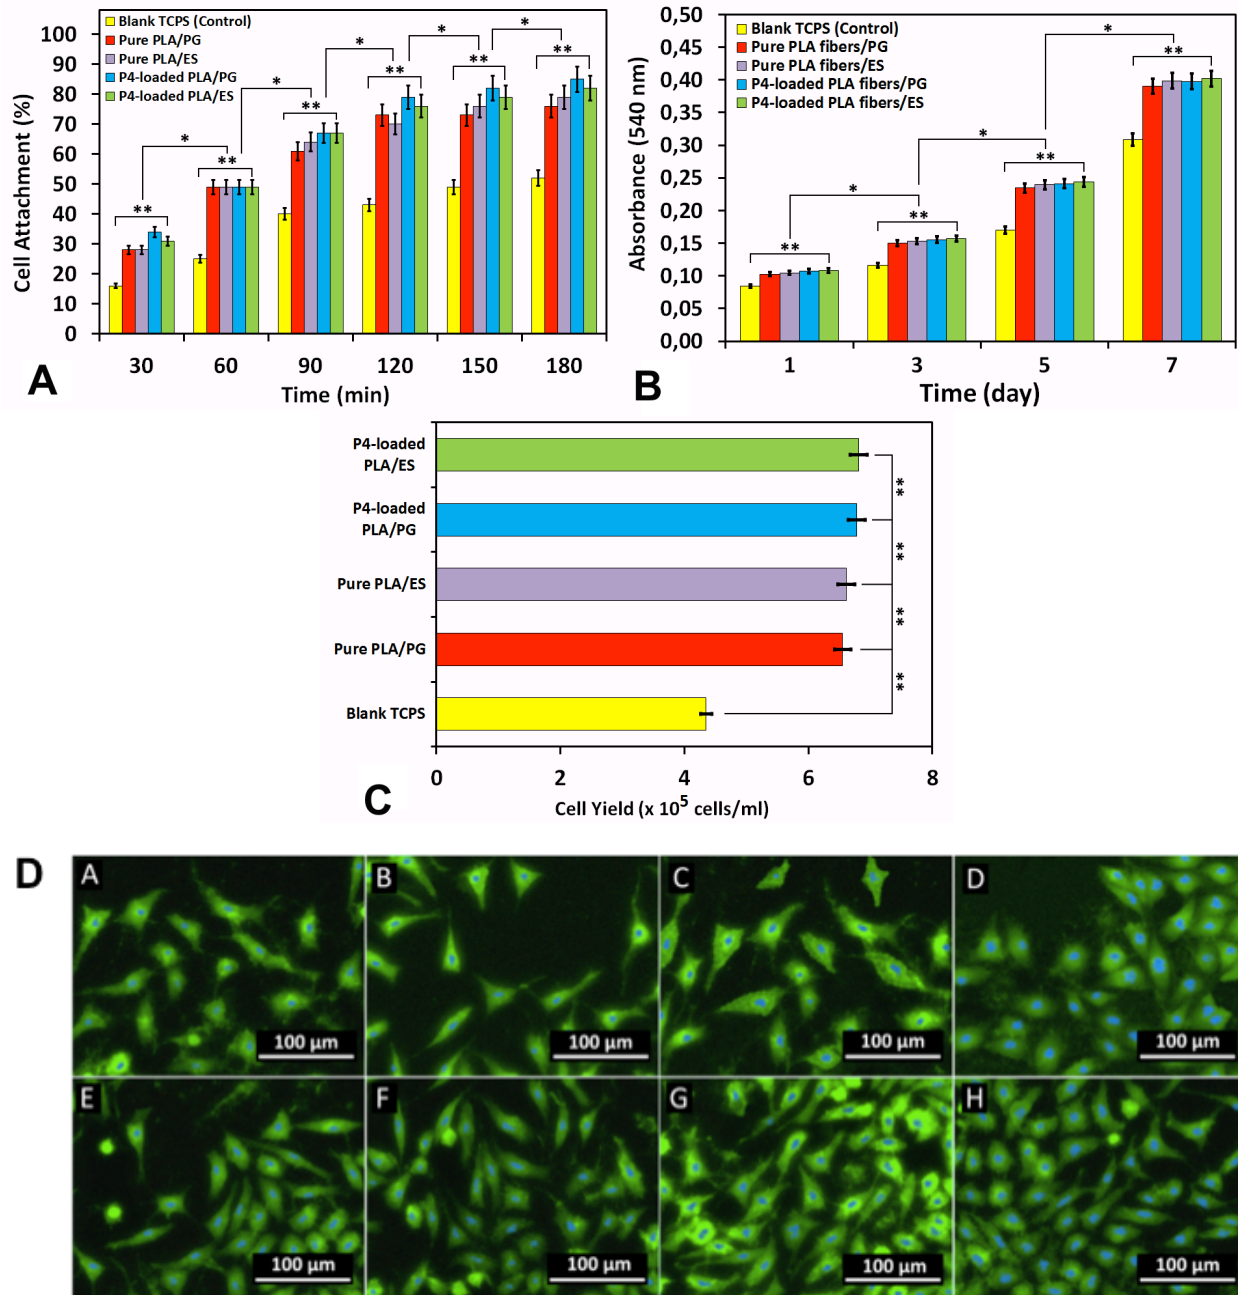 Cell Attachment (%)
100
90
80
70
60
50
40
30
20
10
0
Blank TCPS (Control)
Pure PLA/PG
Pure PLA/ES
P4-loaded PLA/PG
P4-loaded PLA/ES
**
*
**
*
**
*
**
*
**
*
**
30 60 90 120 150 180
Time (min)
A
Absorbance (540 nm)
0,50
0,45
0,40
0,35
0,30
0,25
0,20
0,15
0,10
0,05
0,00
Blank TCPS (Control)
Pure PLA fibers/PG
Pure PLA fibers/ES
P4-loaded PLA fibers/PG
P4-loaded PLA fibers/ES
**
*
**
*
**
*
**
1 3 5 7
Time (day)
B
P4-loaded
PLA/ES
P4-loaded
PLA/PG
Pure PLA/ES
Pure PLA/PG
Blank TCPS
**
**
**
**
0 2 4 6 8
Cell Yield (x 10⁵ cells/ml)
C
D
A
100 µm
B
100 µm
C
100 µm
D
100 µm
E
100 µm
F
100 µm
G
100 µm
H
100 µm